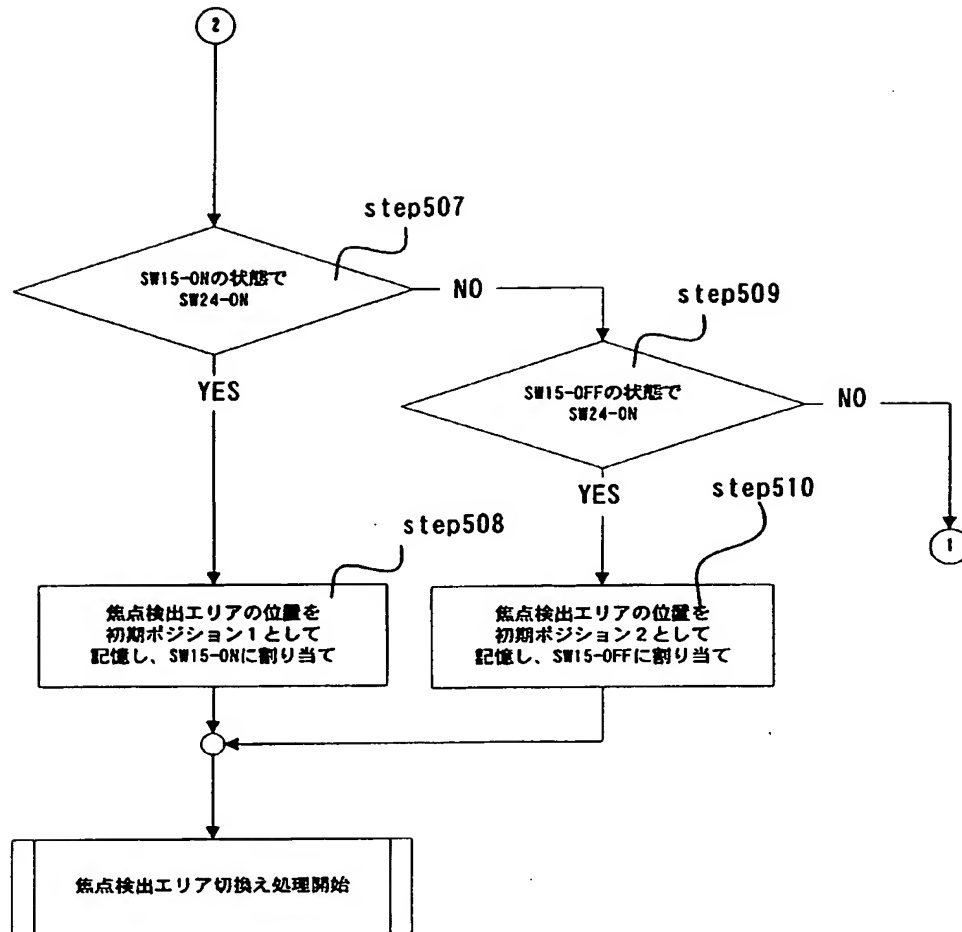 2
step507
SW15-ONの状態で
SW24-ON
NO
step509
YES
SW15-OFFの状態で
SW24-ON
NO
YES
step510
step508
1
焦点検出エリアの位置を
初期ポジション1として
記憶し、SW15-ONに割り当て
焦点検出エリアの位置を
初期ポジション2として
記憶し、SW15-OFFに割り当て
焦点検出エリア切換え処理開始